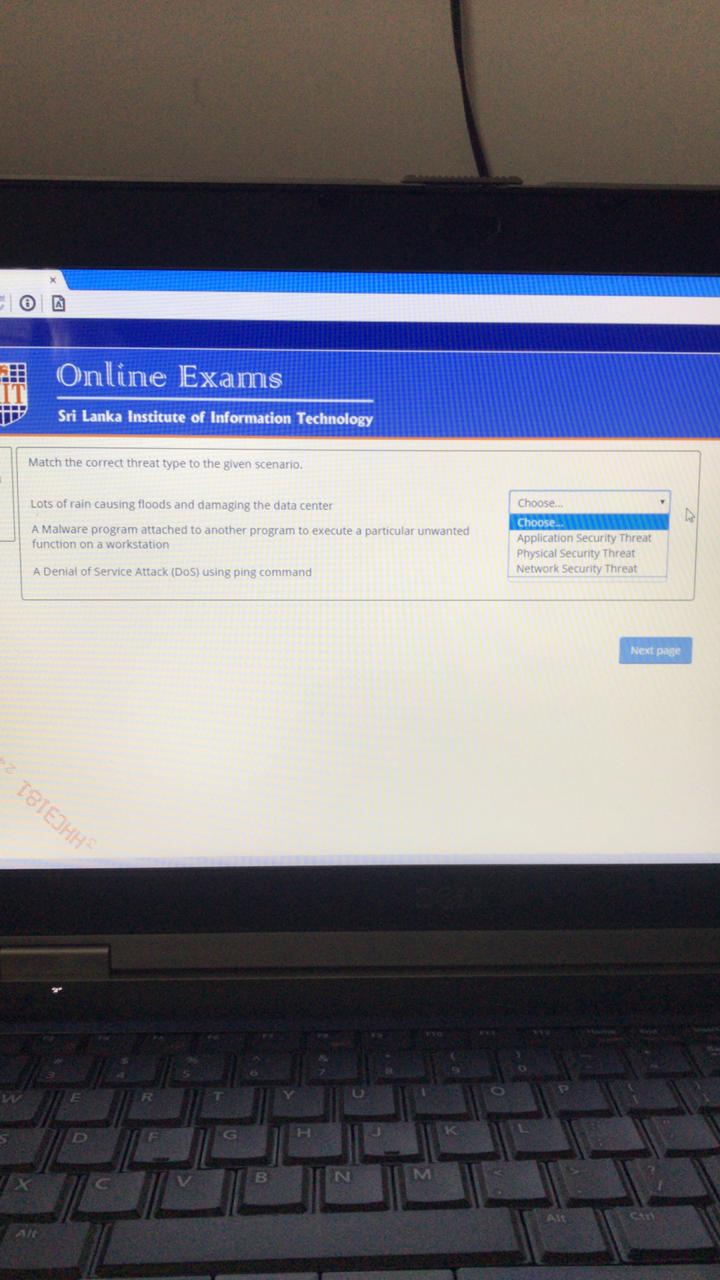 Online Exams
Sri Lanka Institute of Information Technology
Match the correct threat type to the given scenario.
Lots of rain causing floods and damaging the data center
Choose...
Choose...
Application Security Threat
Physical Security Threat
Network Security Threat
A Malware program attached to another program to execute a particular unwanted
function on a workstation
A Denial of Service Attack (DoS) using ping command
Next page
W E R T Y U I O P
S D F G H J K L
X C V B N M
Alt Alt Ctrl